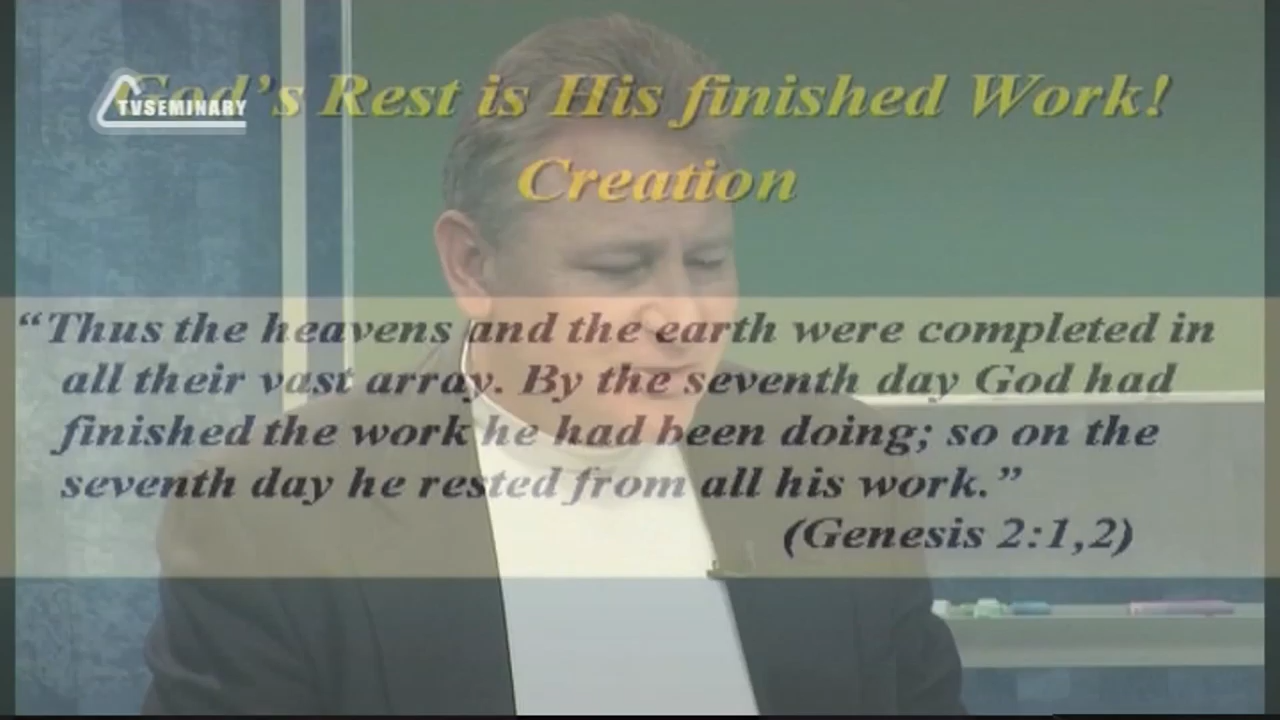 God's Rest is His finished Work!
TVSEMINARY
Creation
“Thus the heavens and the earth were completed in
all their vast array. By the seventh day God had
finished the work he had been doing; so on the
seventh day he rested from all his work.”
(Genesis 2:1,2)